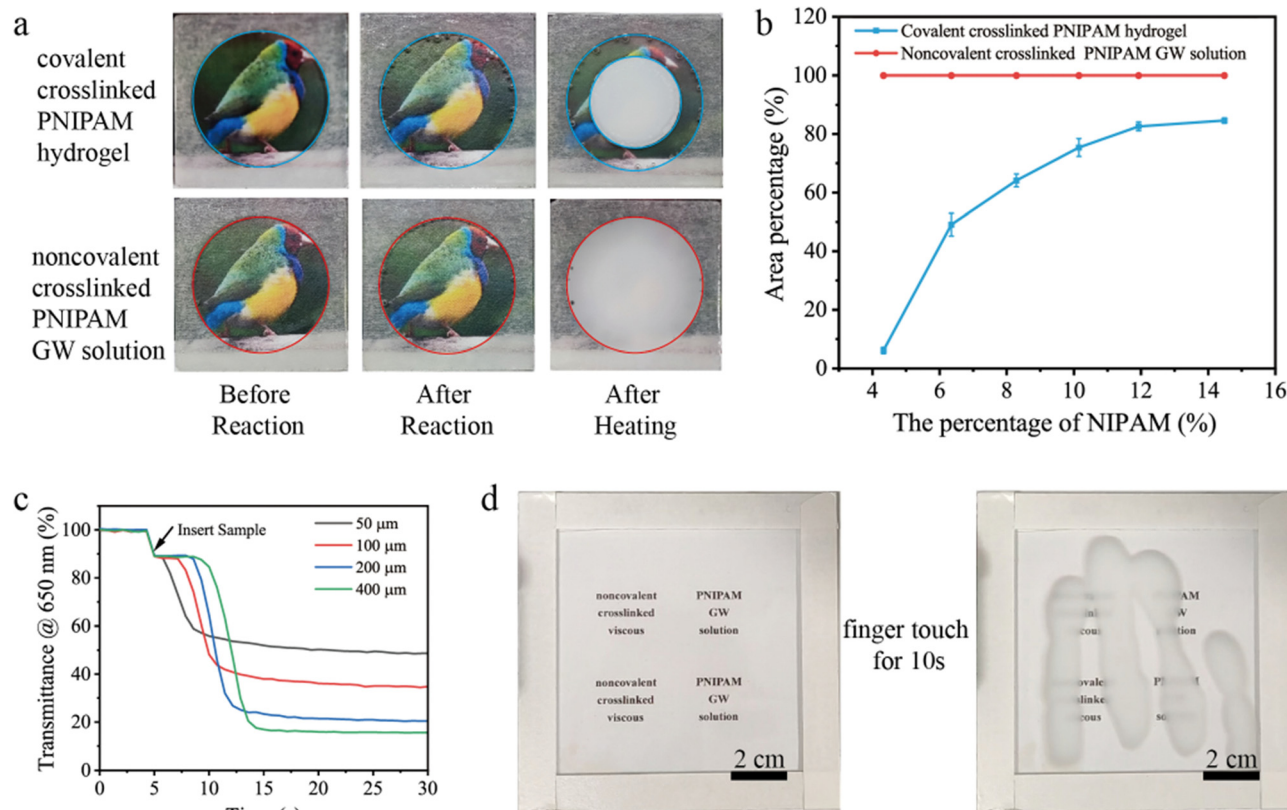 a
covalent
crosslinked
PNIPAM
hydrogel
noncovalent
crosslinked
PNIPAM
GW solution
Before
Reaction
After
Reaction
After
Heating
b
Covalent crosslinked PNIPAM hydrogel
Noncovalent crosslinked PNIPAM GW solution
Area percentage (%)
120
100
80
60
40
20
0
4
6
8
10
12
14
16
The percentage of NIPAM (%)
c
Insert Sample
50 μm
100 μm
200 μm
400 μm
Transmittance @ 650 nm (%)
100
80
60
40
20
0
0
5
10
15
20
25
30
d
noncovalent PNIPAM
crosslinked GW
viscous solution
noncovalent PNIPAM
crosslinked GW
viscous solution
2 cm
finger touch
for 10s
GW
solution
2 cm